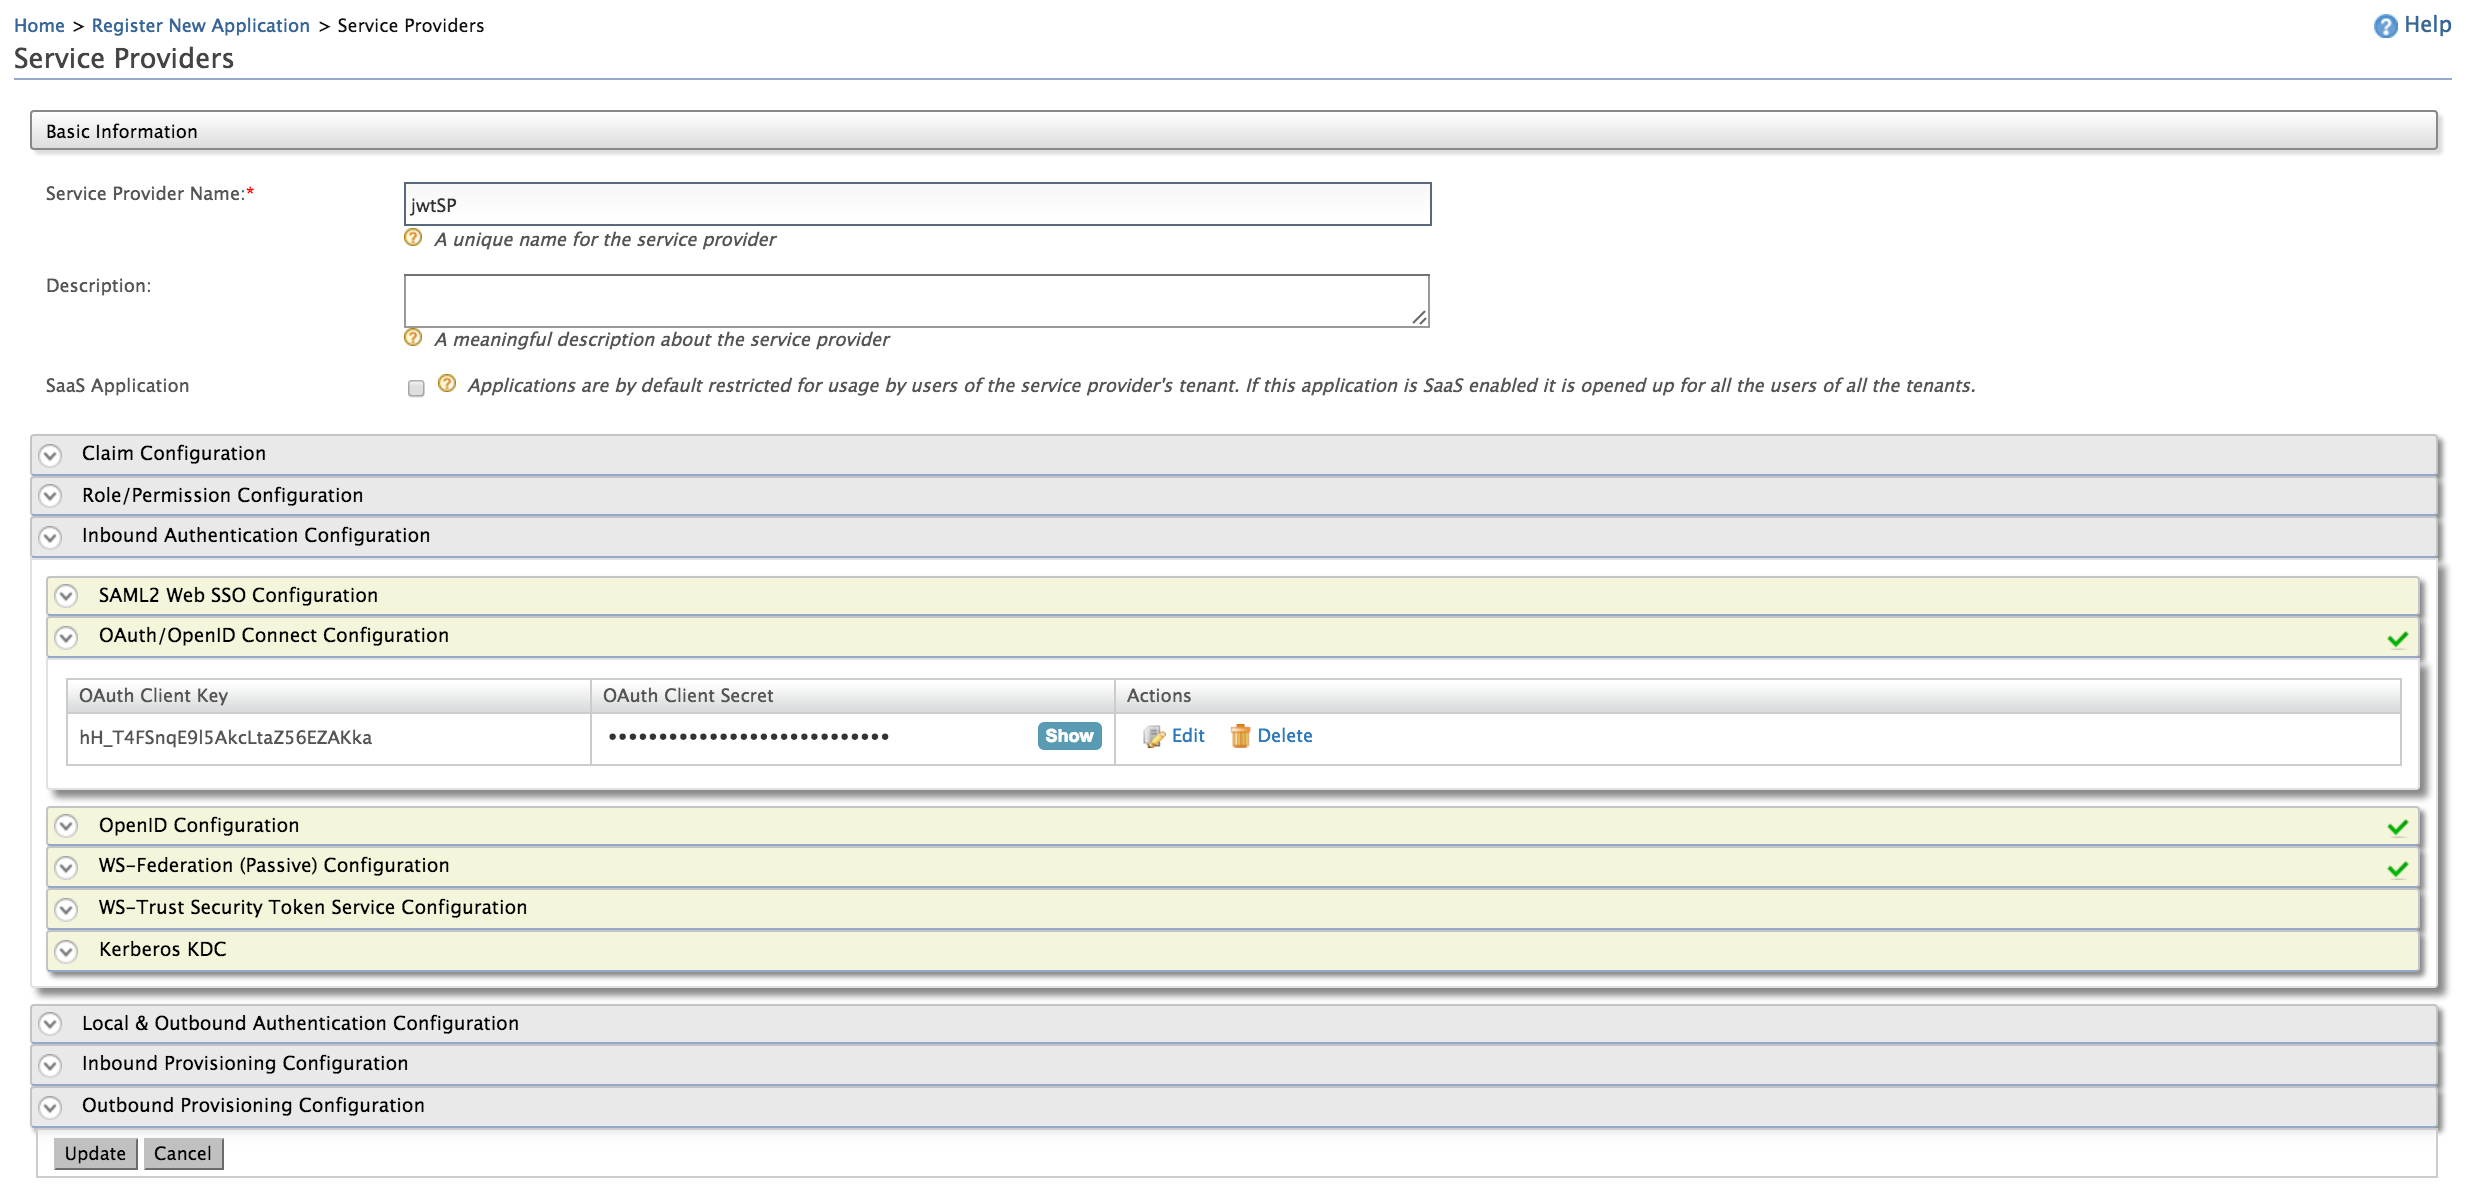 Home > Register New Application > Service Providers
Help
Service Providers
Basic Information
Service Provider Name:*
jwtSP
A unique name for the service provider
Description:
A meaningful description about the service provider
SaaS Application
Applications are by default restricted for usage by users of the service provider's tenant. If this application is SaaS enabled it is opened up for all the users of all the tenants.
Claim Configuration
Role/Permission Configuration
Inbound Authentication Configuration
SAML2 Web SSO Configuration
OAuth/OpenID Connect Configuration
OAuth Client Key OAuth Client Secret Actions
hH_T4FSnqE9l5AkcLtaZ56EZAKka •••••••••••••••••••••••••••• Show Edit Delete
OpenID Configuration
WS-Federation (Passive) Configuration
WS-Trust Security Token Service Configuration
Kerberos KDC
Local & Outbound Authentication Configuration
Inbound Provisioning Configuration
Outbound Provisioning Configuration
Update Cancel